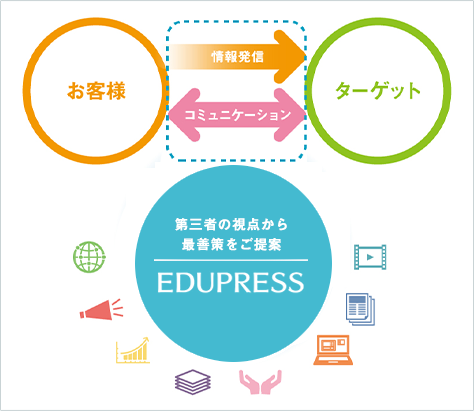 お客様
情報発信
コミュニケーション
ターゲット
第三者の視点から
最善策をご提案
EDUPRESS